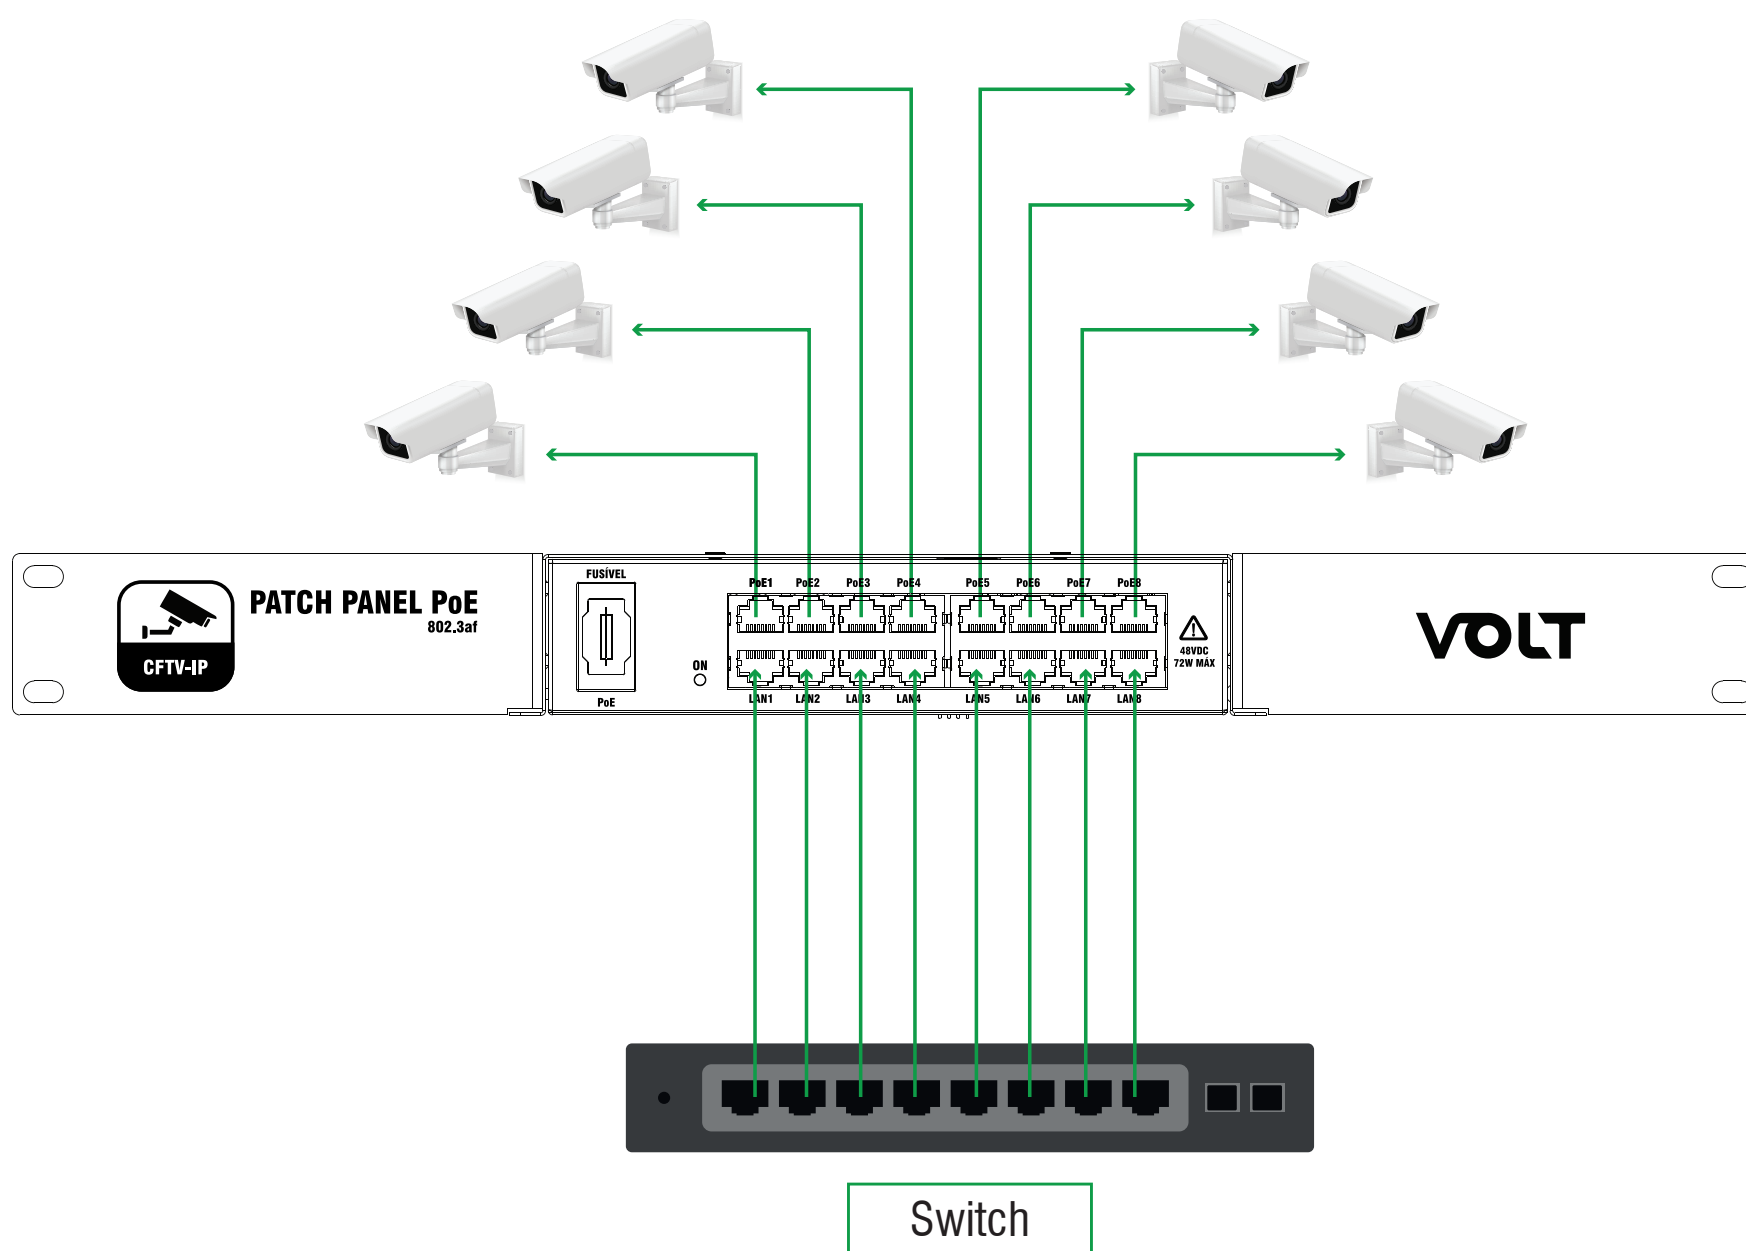 FUSÍVEL
PoE1 PoE2 PoE3 PoE4 PoE5 PoE6 PoE7 PoE8
PATCH PANEL PoE
802.3af
CFTV-IP
VOLT
48VDC
72W MÁX
ON
PoE
LAN1 LAN2 LAN3 LAN4 LAN5 LAN6 LAN7 LAN8
Switch